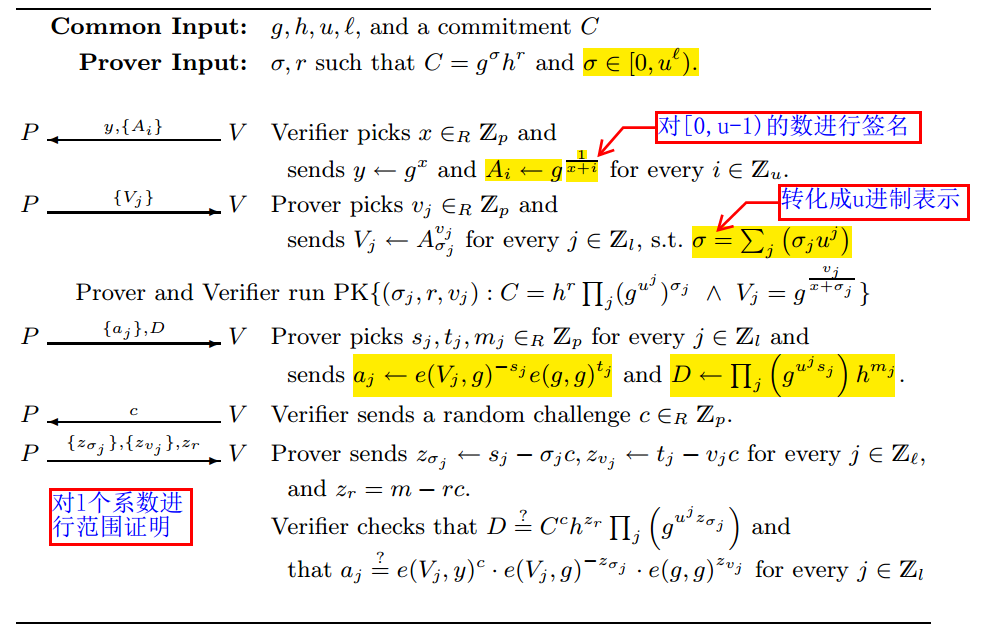 Common Input: g, h, u, ℓ, and a commitment C
Prover Input: σ, r such that C = g^σ h^r and σ ∈ [0, u^ℓ).
对[0,u-1)的数进行签名
P ←(y,{A_i}) V Verifier picks x ∈_R ℤ_p and
sends y ← g^x and A_i ← g^{1/(x+i)} for every i ∈ ℤ_u.
转化成u进制表示
P →({V_j}) V Prover picks v_j ∈_R ℤ_p and
sends V_j ← A_{σ_j}^{v_j} for every j ∈ ℤ_l, s.t. σ = ∑_j (σ_j u^j)
Prover and Verifier run PK{(σ_j, r, v_j) : C = h^r ∏_j (g^{u^j})^{σ_j} ∧ V_j = g^{v_j/(x+σ_j)}}
P →({a_j},D) V Prover picks s_j, t_j, m_j ∈_R ℤ_p for every j ∈ ℤ_l and
sends a_j ← e(V_j, g)^{-s_j} e(g, g)^{t_j} and D ← ∏_j (g^{u^j s_j}) h^{m_j}.
P ←(c) V Verifier sends a random challenge c ∈_R ℤ_p.
P →({z_{σ_j}},{z_{v_j}},z_r) V Prover sends z_{σ_j} ← s_j − σ_j c, z_{v_j} ← t_j − v_j c for every j ∈ ℤ_ℓ,
and z_r = m − rc.
对l个系数进
行范围证明
Verifier checks that D ≟ C^c h^{z_r} ∏_j (g^{u^j z_{σ_j}}) and
that a_j ≟ e(V_j, y)^c · e(V_j, g)^{-z_{σ_j}} · e(g, g)^{z_{v_j}} for every j ∈ ℤ_l